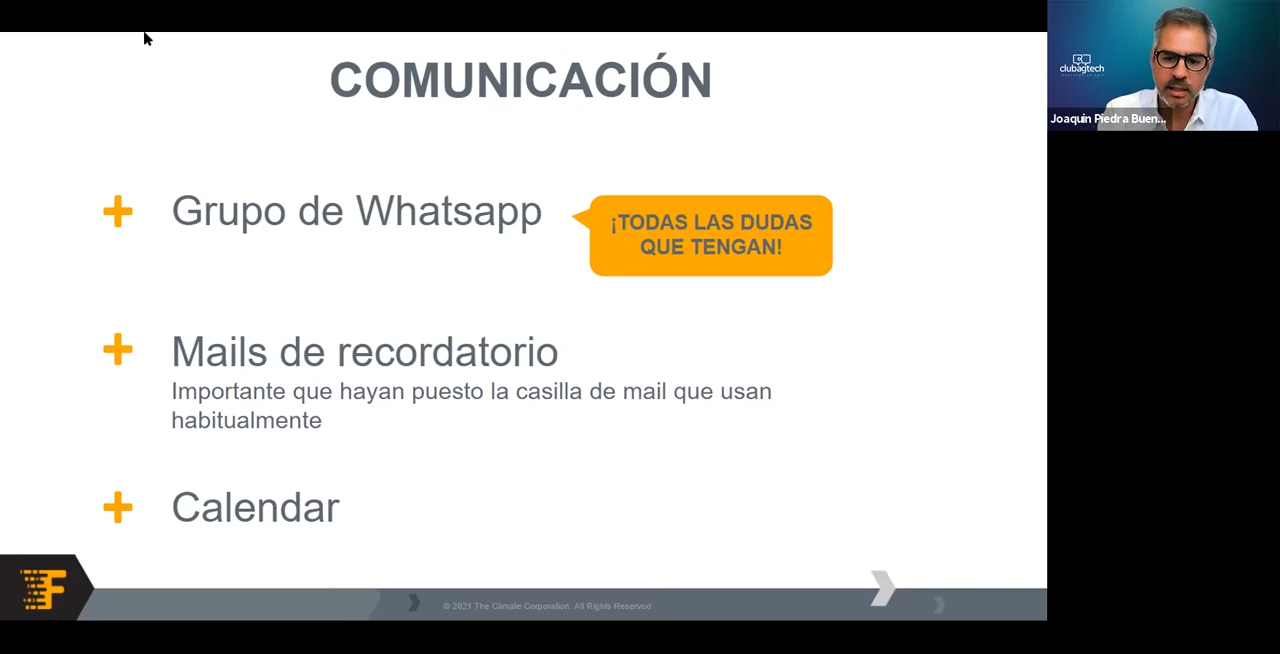 COMUNICACIÓN
clubagtech
Joaquin Piedra Buen...
Grupo de Whatsapp
¡TODAS LAS DUDAS
QUE TENGAN!
Mails de recordatorio
Importante que hayan puesto la casilla de mail que usan
habitualmente
Calendar
F
© 2021 The Climate Corporation. All Rights Reserved